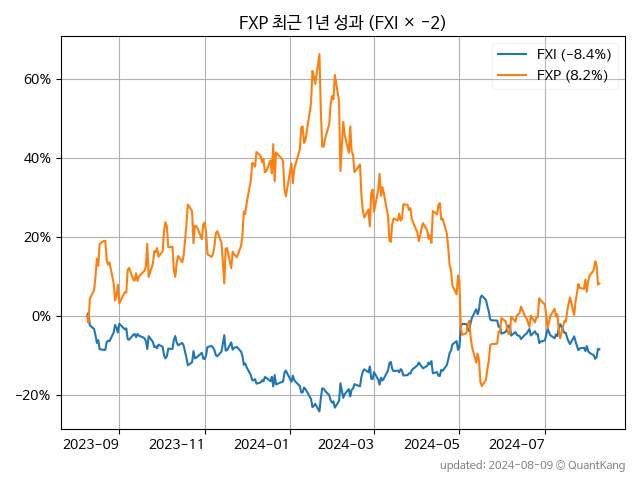 FXP 최근 1년 성과 (FXI × -2)
FXI (-8.4%)
FXP (8.2%)
60%
40%
20%
0%
-20%
2023-09 2023-11 2024-01 2024-03 2024-05 2024-07
updated: 2024-08-09 @ QuantKang